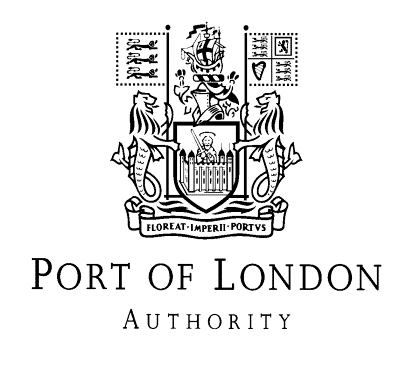 FLOREAT·IMPERII·PORTVS
PORT OF LONDON
AUTHORITY